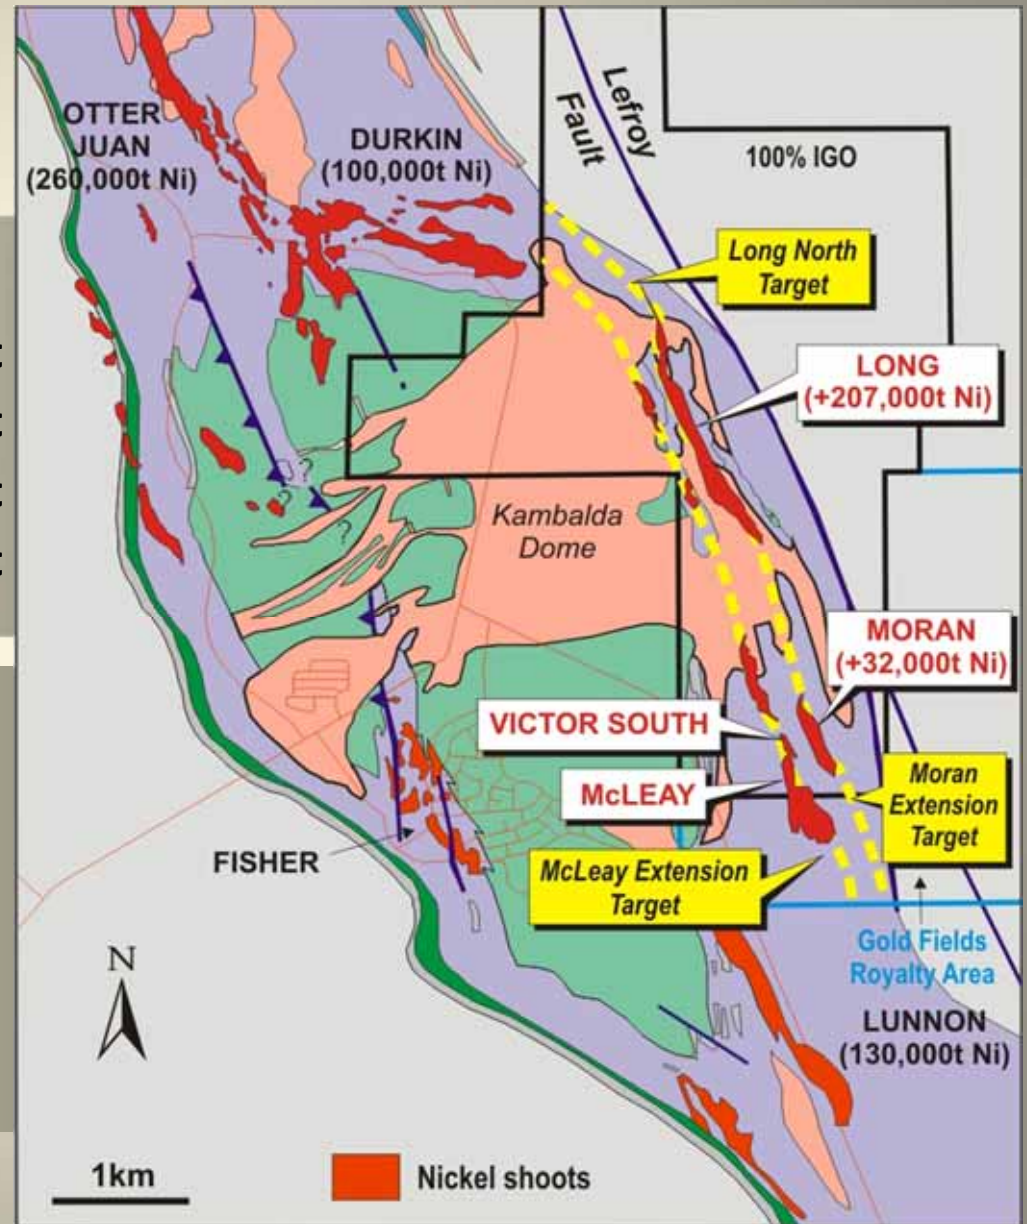 OTTER
JUAN
(260,000t Ni)
DURKIN
(100,000t Ni)
Lefroy
Fault
100% IGO
Long North
Target
LONG
(+207,000t Ni)
?
?
?
Kambalda
Dome
MORAN
(+32,000t Ni)
VICTOR SOUTH
McLEAY
Moran
Extension
Target
FISHER
McLeay Extension
Target
Gold Fields
Royalty Area
N
LUNNON
(130,000t Ni)
1km
Nickel shoots
t
t
t
t